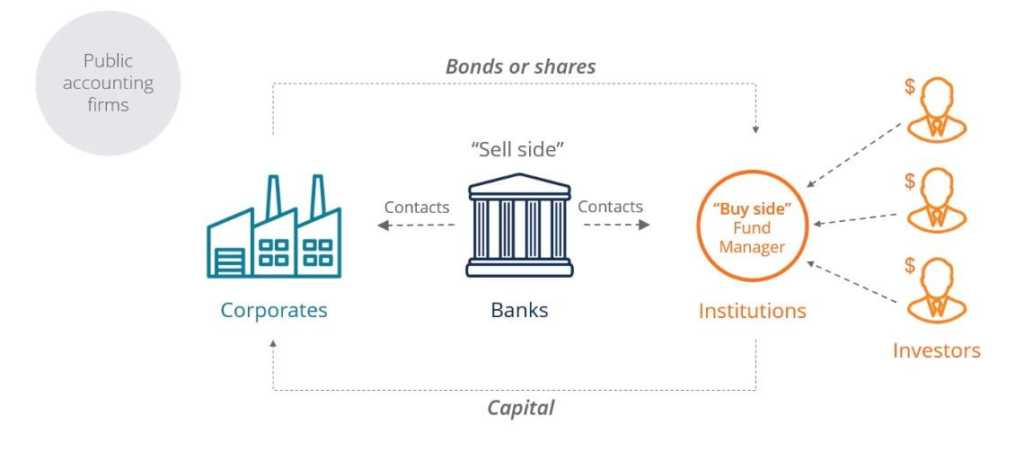 Public
accounting
firms
Bonds or shares
“Sell side”
Contacts
Contacts
$
$
$
“Buy side”
Fund
Manager
Corporates
Banks
Institutions
Investors
Capital